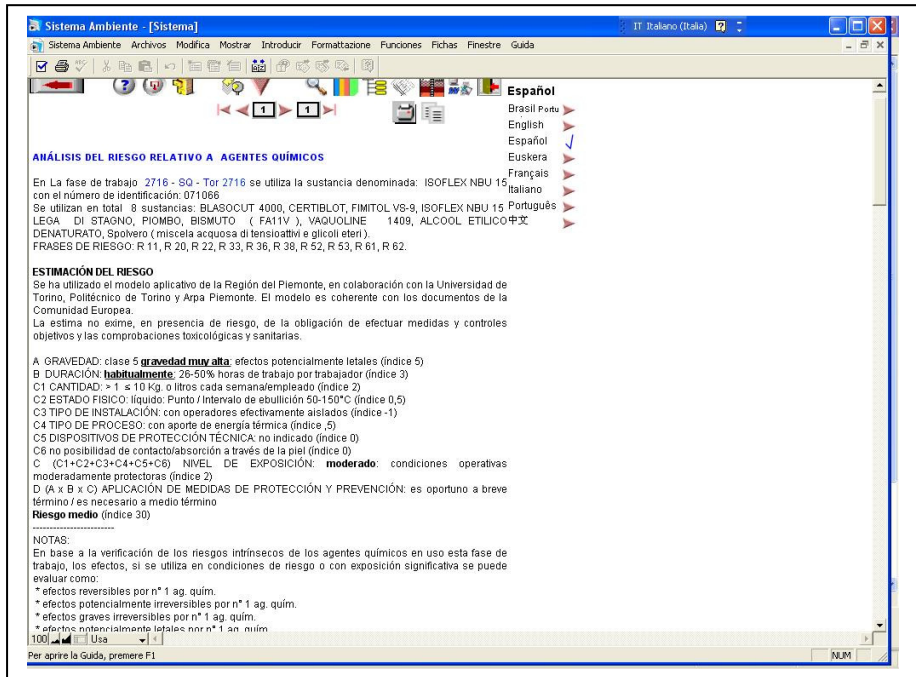 Sistema Ambiente - [Sistema]
IT Italiano (Italia)
Sistema Ambiente Archivos Modifica Mostrar Introducir Formattazione Funciones Fichas Finestre Guida
1 1
Español
Brasil Portu
English
Español
Euskera
Français
Italiano
Português
中文
ANÁLISIS DEL RIESGO RELATIVO A AGENTES QUÍMICOS
En La fase de trabajo 2716 - SQ - Tor 2716 se utiliza la sustancia denominada: ISOFLEX NBU 15
con el número de identificación: 071066
Se utilizan en total 8 sustancias: BLASOCUT 4000, CERTIBLOT, FIMITOL VS-9, ISOFLEX NBU 15
LEGA DI STAGNO, PIOMBO, BISMUTO ( FA11V ), VAQUOLINE 1409, ALCOOL ETILICO
DENATURATO, Spolvero ( miscela acquosa di tensioattivi e glicoli eteri ).
FRASES DE RIESGO: R 11, R 20, R 22, R 33, R 36, R 38, R 52, R 53, R 61, R 62.
ESTIMACIÓN DEL RIESGO
Se ha utilizado el modelo aplicativo de la Región del Piemonte, en colaboración con la Universidad de
Torino, Politécnico de Torino y Arpa Piemonte. El modelo es coherente con los documentos de la
Comunidad Europea.
La estima no exime, en presencia de riesgo, de la obligación de efectuar medidas y controles
objetivos y las comprobaciones toxicológicas y sanitarias.
A GRAVEDAD: clase 5 gravedad muy alta: efectos potencialmente letales (índice 5)
B DURACIÓN: habitualmente: 26-50% horas de trabajo por trabajador (índice 3)
C1 CANTIDAD: > 1 ≤ 10 Kg. o litros cada semana/empleado (índice 2)
C2 ESTADO FISICO: líquido: Punto / Intervalo de ebullición 50-150°C (índice 0,5)
C3 TIPO DE INSTALACIÓN: con operadores efectivamente aislados (índice -1)
C4 TIPO DE PROCESO: con aporte de energía térmica (índice ,5)
C5 DISPOSITIVOS DE PROTECCIÓN TÉCNICA: no indicado (índice 0)
C6 no posibilidad de contacto/absorción a través de la piel (índice 0)
C (C1+C2+C3+C4+C5+C6) NIVEL DE EXPOSICIÓN: moderado: condiciones operativas
moderadamente protectoras (índice 2)
D (A x B x C) APLICACIÓN DE MEDIDAS DE PROTECCIÓN Y PREVENCIÓN: es oportuno a breve
término / es necesario a medio término
Riesgo medio (índice 30)
------------------------
NOTAS:
En base a la verificación de los riesgos intrínsecos de los agentes químicos en uso esta fase de
trabajo, los efectos, si se utiliza en condiciones de riesgo o con exposición significativa se puede
evaluar como:
* efectos reversibles por n° 1 ag. quím.
* efectos potencialmente irreversibles por n° 1 ag. quím.
* efectos graves irreversibles por n° 1 ag. quím.
* efectos potencialmente letales por n° 1 ag. quím.
100 Usa
Per aprire la Guida, premere F1
NUM